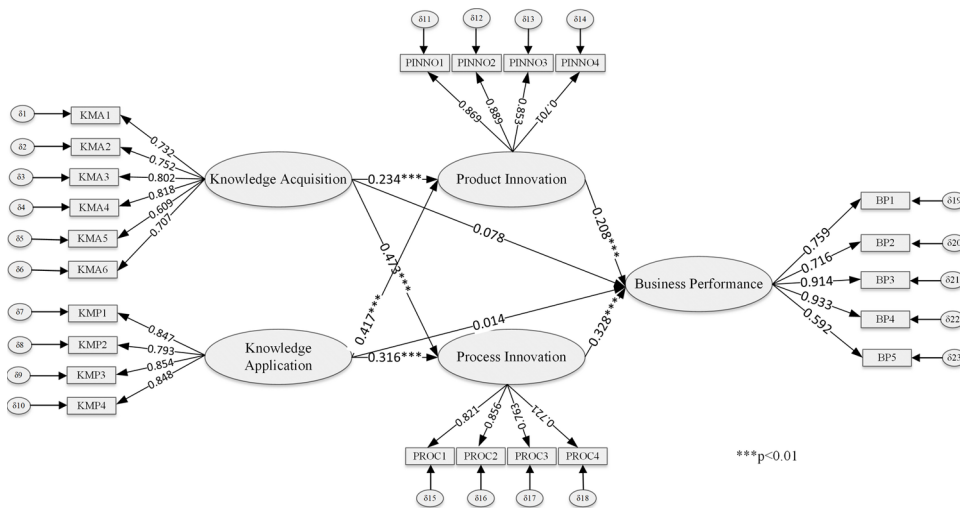 δ11 δ12 δ13 δ14
PINNO1 PINNO2 PINNO3 PINNO4
0.869 0.889 0.853 0.701
δ1 KMA1
δ2 KMA2
δ3 KMA3
δ4 KMA4
δ5 KMA5
δ6 KMA6
0.732
0.752
0.802
0.818
0.609
0.707
Knowledge Acquisition
0.234***
Product Innovation
0.078
0.208***
0.473***
0.417***
δ7 KMP1
δ8 KMP2
δ9 KMP3
δ10 KMP4
0.847
0.793
0.854
0.848
Knowledge
Application
0.014
0.316***
Process Innovation
0.328***
Business Performance
0.759
0.716
0.914
0.933
0.592
BP1 δ19
BP2 δ20
BP3 δ21
BP4 δ22
BP5 δ23
0.821 0.856 0.763 0.721
PROC1 PROC2 PROC3 PROC4
δ15 δ16 δ17 δ18
***p<0.01